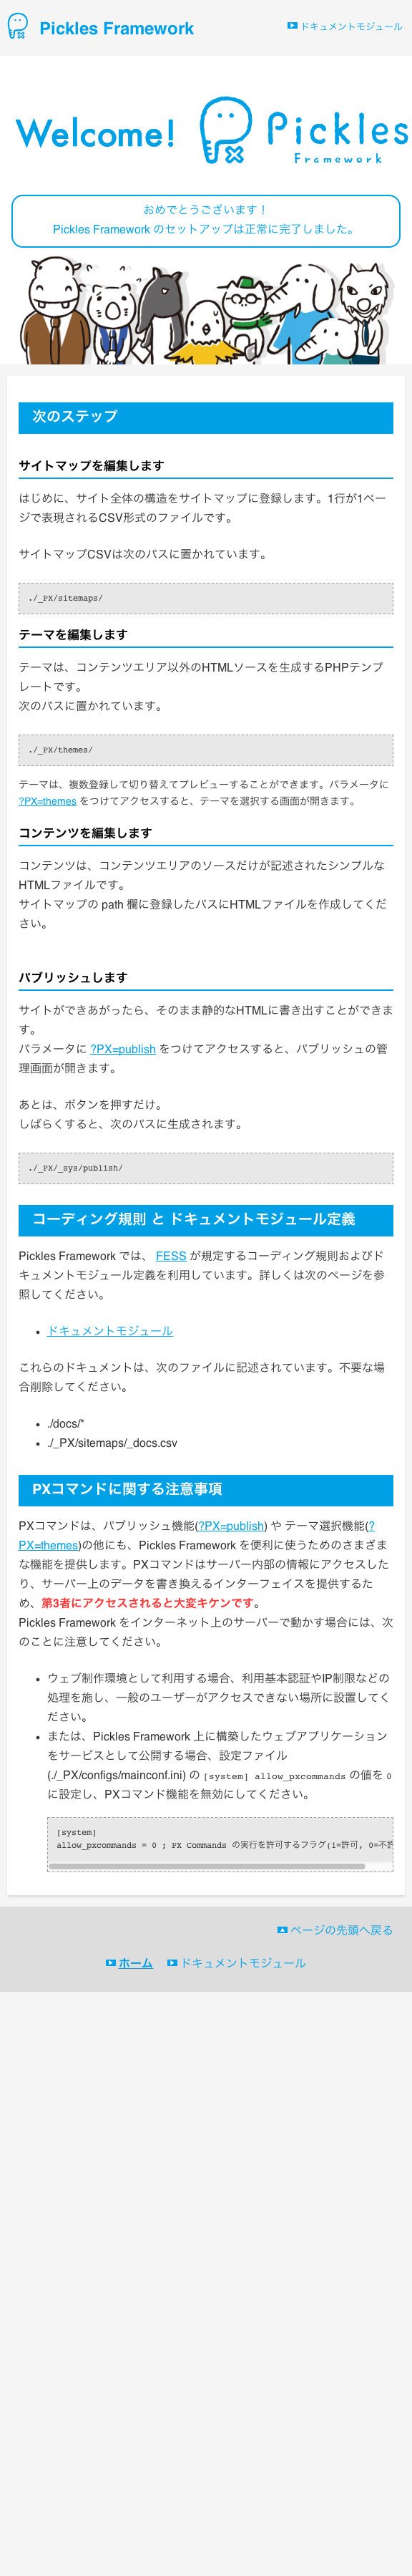 Pickles Framework
ドキュメントモジュール
Welcome!
Pickles
Framework
おめでとうございます！
Pickles Framework のセットアップは正常に完了しました。
次のステップ
サイトマップを編集します
はじめに、サイト全体の構造をサイトマップに登録します。1行が1ペー
ジで表現されるCSV形式のファイルです。
サイトマップCSVは次のパスに置かれています。
./_PX/sitemaps/
テーマを編集します
テーマは、コンテンツエリア以外のHTMLソースを生成するPHPテンプ
レートです。
次のパスに置かれています。
./_PX/themes/
テーマは、複数登録して切り替えてプレビューすることができます。パラメータに
?PX=themes をつけてアクセスすると、テーマを選択する画面が開きます。
コンテンツを編集します
コンテンツは、コンテンツエリアのソースだけが記述されたシンプルな
HTMLファイルです。
サイトマップの path 欄に登録したパスにHTMLファイルを作成してくだ
さい。
パブリッシュします
サイトができあがったら、そのまま静的なHTMLに書き出すことができま
す。
パラメータに ?PX=publish をつけてアクセスすると、パブリッシュの管
理画面が開きます。
あとは、ボタンを押すだけ。
しばらくすると、次のパスに生成されます。
./_PX/_sys/publish/
コーディング規則 と ドキュメントモジュール定義
Pickles Framework では、 FESS が規定するコーディング規則およびド
キュメントモジュール定義を利用しています。詳しくは次のページを参
照してください。
• ドキュメントモジュール
これらのドキュメントは、次のファイルに記述されています。不要な場
合削除してください。
• ./docs/*
• ./_PX/sitemaps/_docs.csv
PXコマンドに関する注意事項
PXコマンドは、パブリッシュ機能(?PX=publish) や テーマ選択機能(?
PX=themes)の他にも、Pickles Framework を便利に使うためのさまざま
な機能を提供します。PXコマンドはサーバー内部の情報にアクセスした
り、サーバー上のデータを書き換えるインターフェイスを提供するた
め、第3者にアクセスされると大変キケンです。
Pickles Framework をインターネット上のサーバーで動かす場合には、次
のことに注意してください。
• ウェブ制作環境として利用する場合、利用基本認証やIP制限などの
処理を施し、一般のユーザーがアクセスできない場所に設置してく
ださい。
• または、Pickles Framework 上に構築したウェブアプリケーション
をサービスとして公開する場合、設定ファイル
(./_PX/configs/mainconf.ini) の [system] allow_pxcommands の値を 0
に設定し、PXコマンド機能を無効にしてください。
[system]
allow_pxcommands = 0 ; PX Commands の実行を許可するフラグ(1=許可, 0=不許
ページの先頭へ戻る
ホーム ドキュメントモジュール